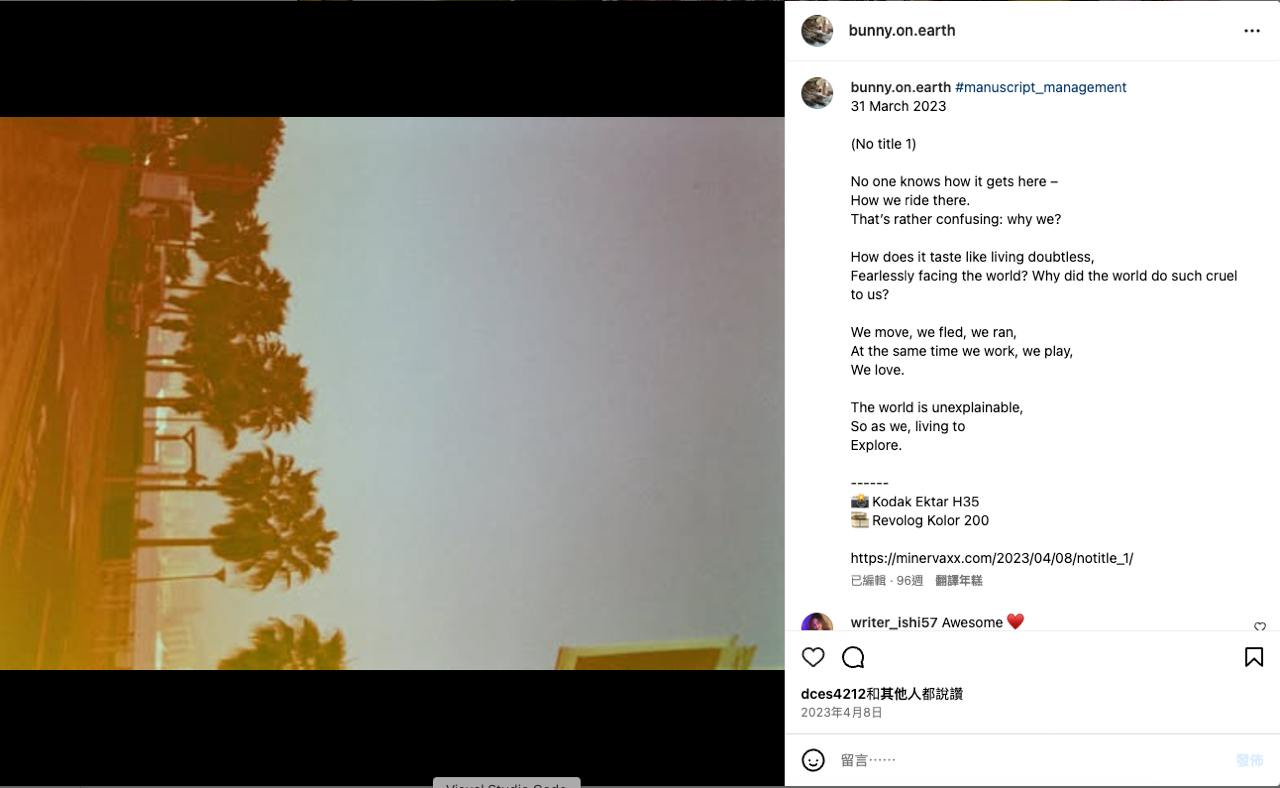 bunny.on.earth
bunny.on.earth #manuscript_management
31 March 2023
(No title 1)
No one knows how it gets here –
How we ride there.
That’s rather confusing: why we?
How does it taste like living doubtless,
Fearlessly facing the world? Why did the world do such cruel
to us?
We move, we fled, we ran,
At the same time we work, we play,
We love.
The world is unexplainable,
So as we, living to
Explore.
------
📸 Kodak Ektar H35
🎞️ Revolog Kolor 200
https://minervaxx.com/2023/04/08/notitle_1/
已編輯 · 96週 翻譯年糕
writer_ishi57 Awesome ❤️
dces4212和其他人都說讚
2023年4月8日
留言⋯⋯ 發佈
Visual Studio Code